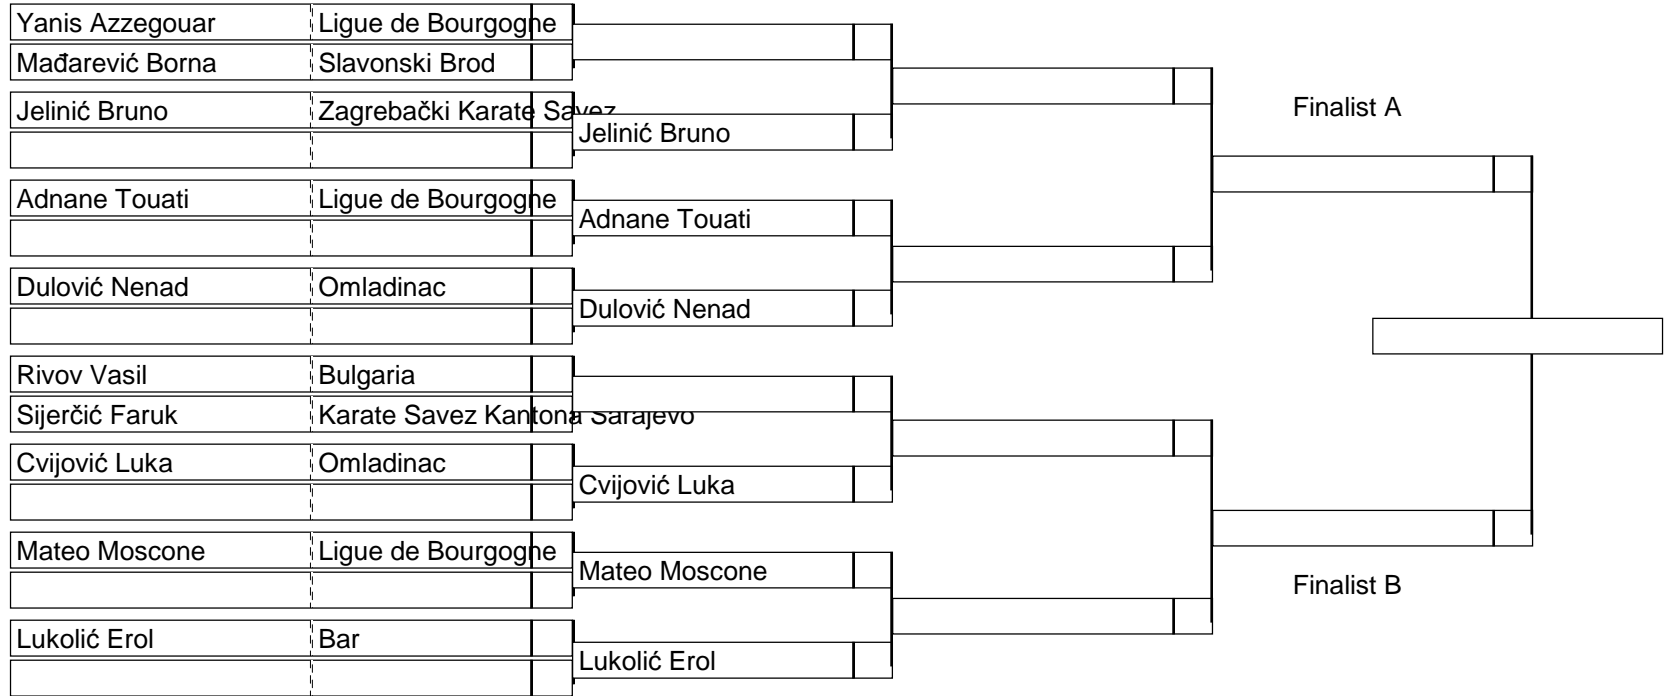 Yanis Azzegouar Ligue de Bourgogne
Mađarević Borna Slavonski Brod
Jelinić Bruno Zagrebački Karate Savez
Jelinić Bruno
Finalist A
Adnane Touati Ligue de Bourgogne
Adnane Touati
Dulović Nenad Omladinac
Dulović Nenad
Rivov Vasil Bulgaria
Sijerčić Faruk Karate Savez Kantona Sarajevo
Cvijović Luka Omladinac
Cvijović Luka
Mateo Moscone Ligue de Bourgogne
Mateo Moscone
Finalist B
Lukolić Erol Bar
Lukolić Erol